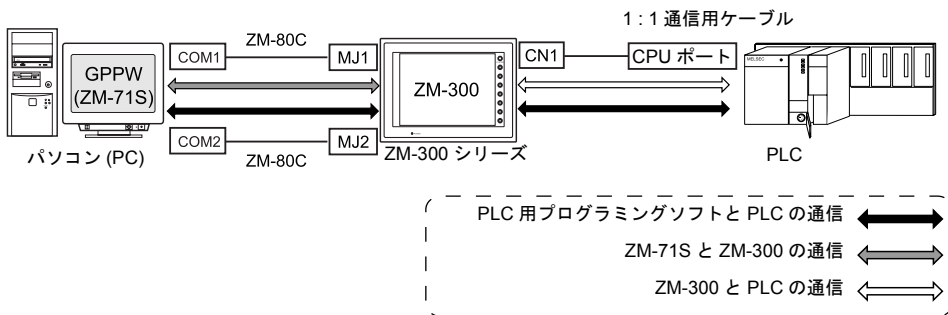 1 : 1 通信用ケーブル
COM1
ZM-80C
MJ1
CN1
CPU ポート
MELSEC
GPPW
(ZM-71S)
ZM-300
COM2
ZM-80C
MJ2
パソコン (PC)
ZM-300 シリーズ
PLC
PLC 用プログラミングソフトと PLC の通信
ZM-71S と ZM-300 の通信
ZM-300 と PLC の通信